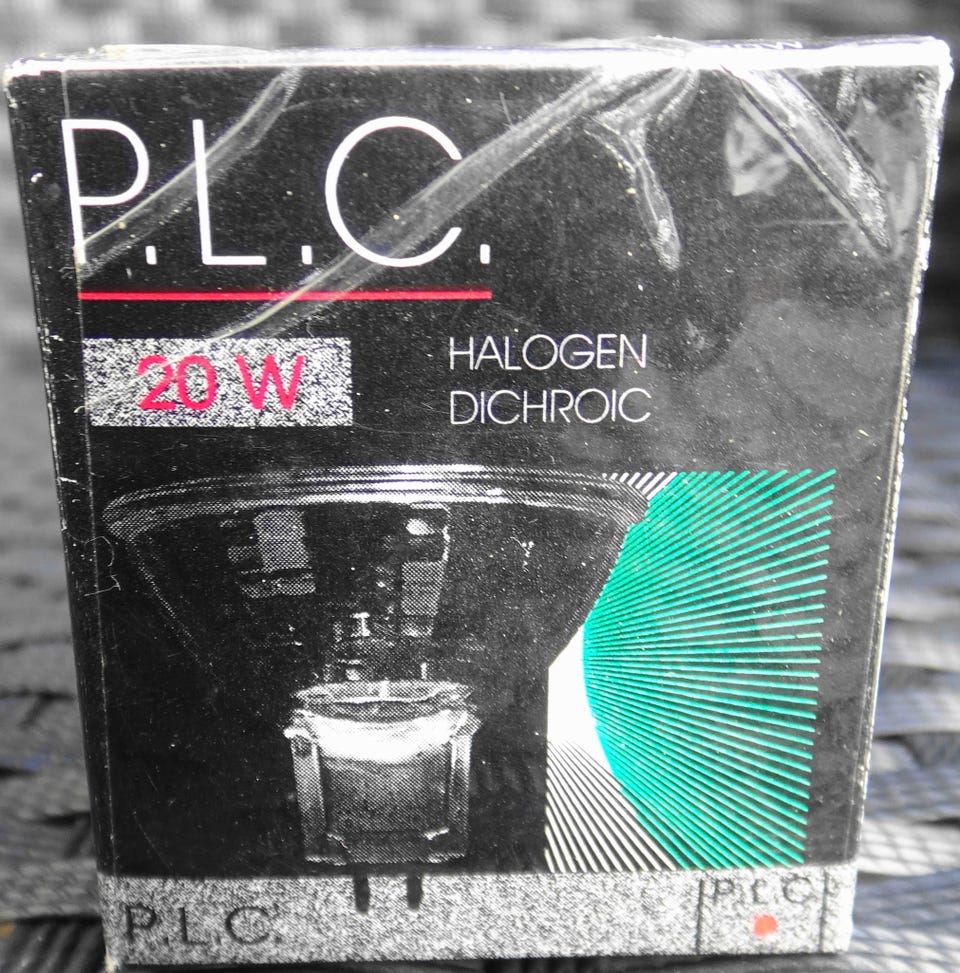 P.L.C.
20 W
HALOGEN
DICHROIC
P.L.C.
P.L.C